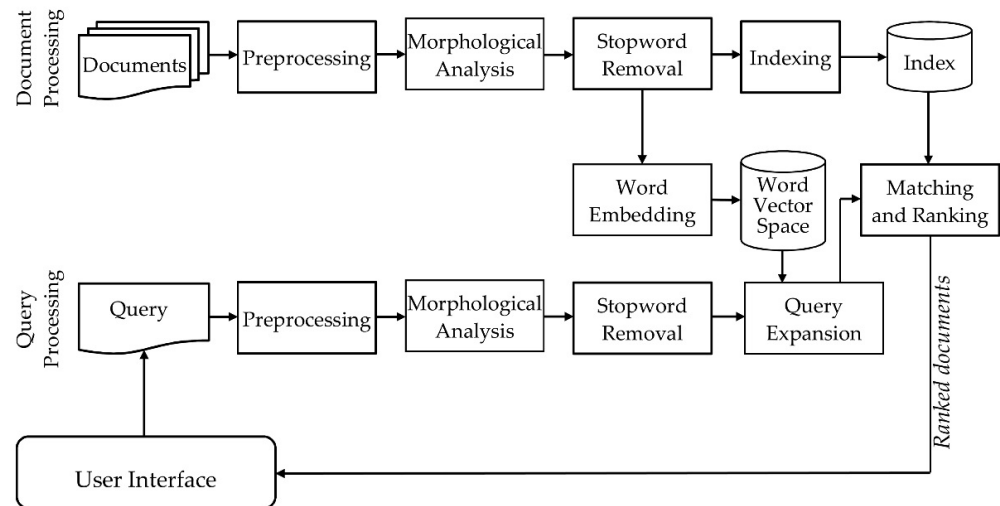 Document
Processing
Documents
Preprocessing
Morphological
Analysis
Stopword
Removal
Indexing
Index
Word
Embedding
Word
Vector
Space
Matching
and Ranking
Query
Processing
Query
Preprocessing
Morphological
Analysis
Stopword
Removal
Query
Expansion
Ranked documents
User Interface